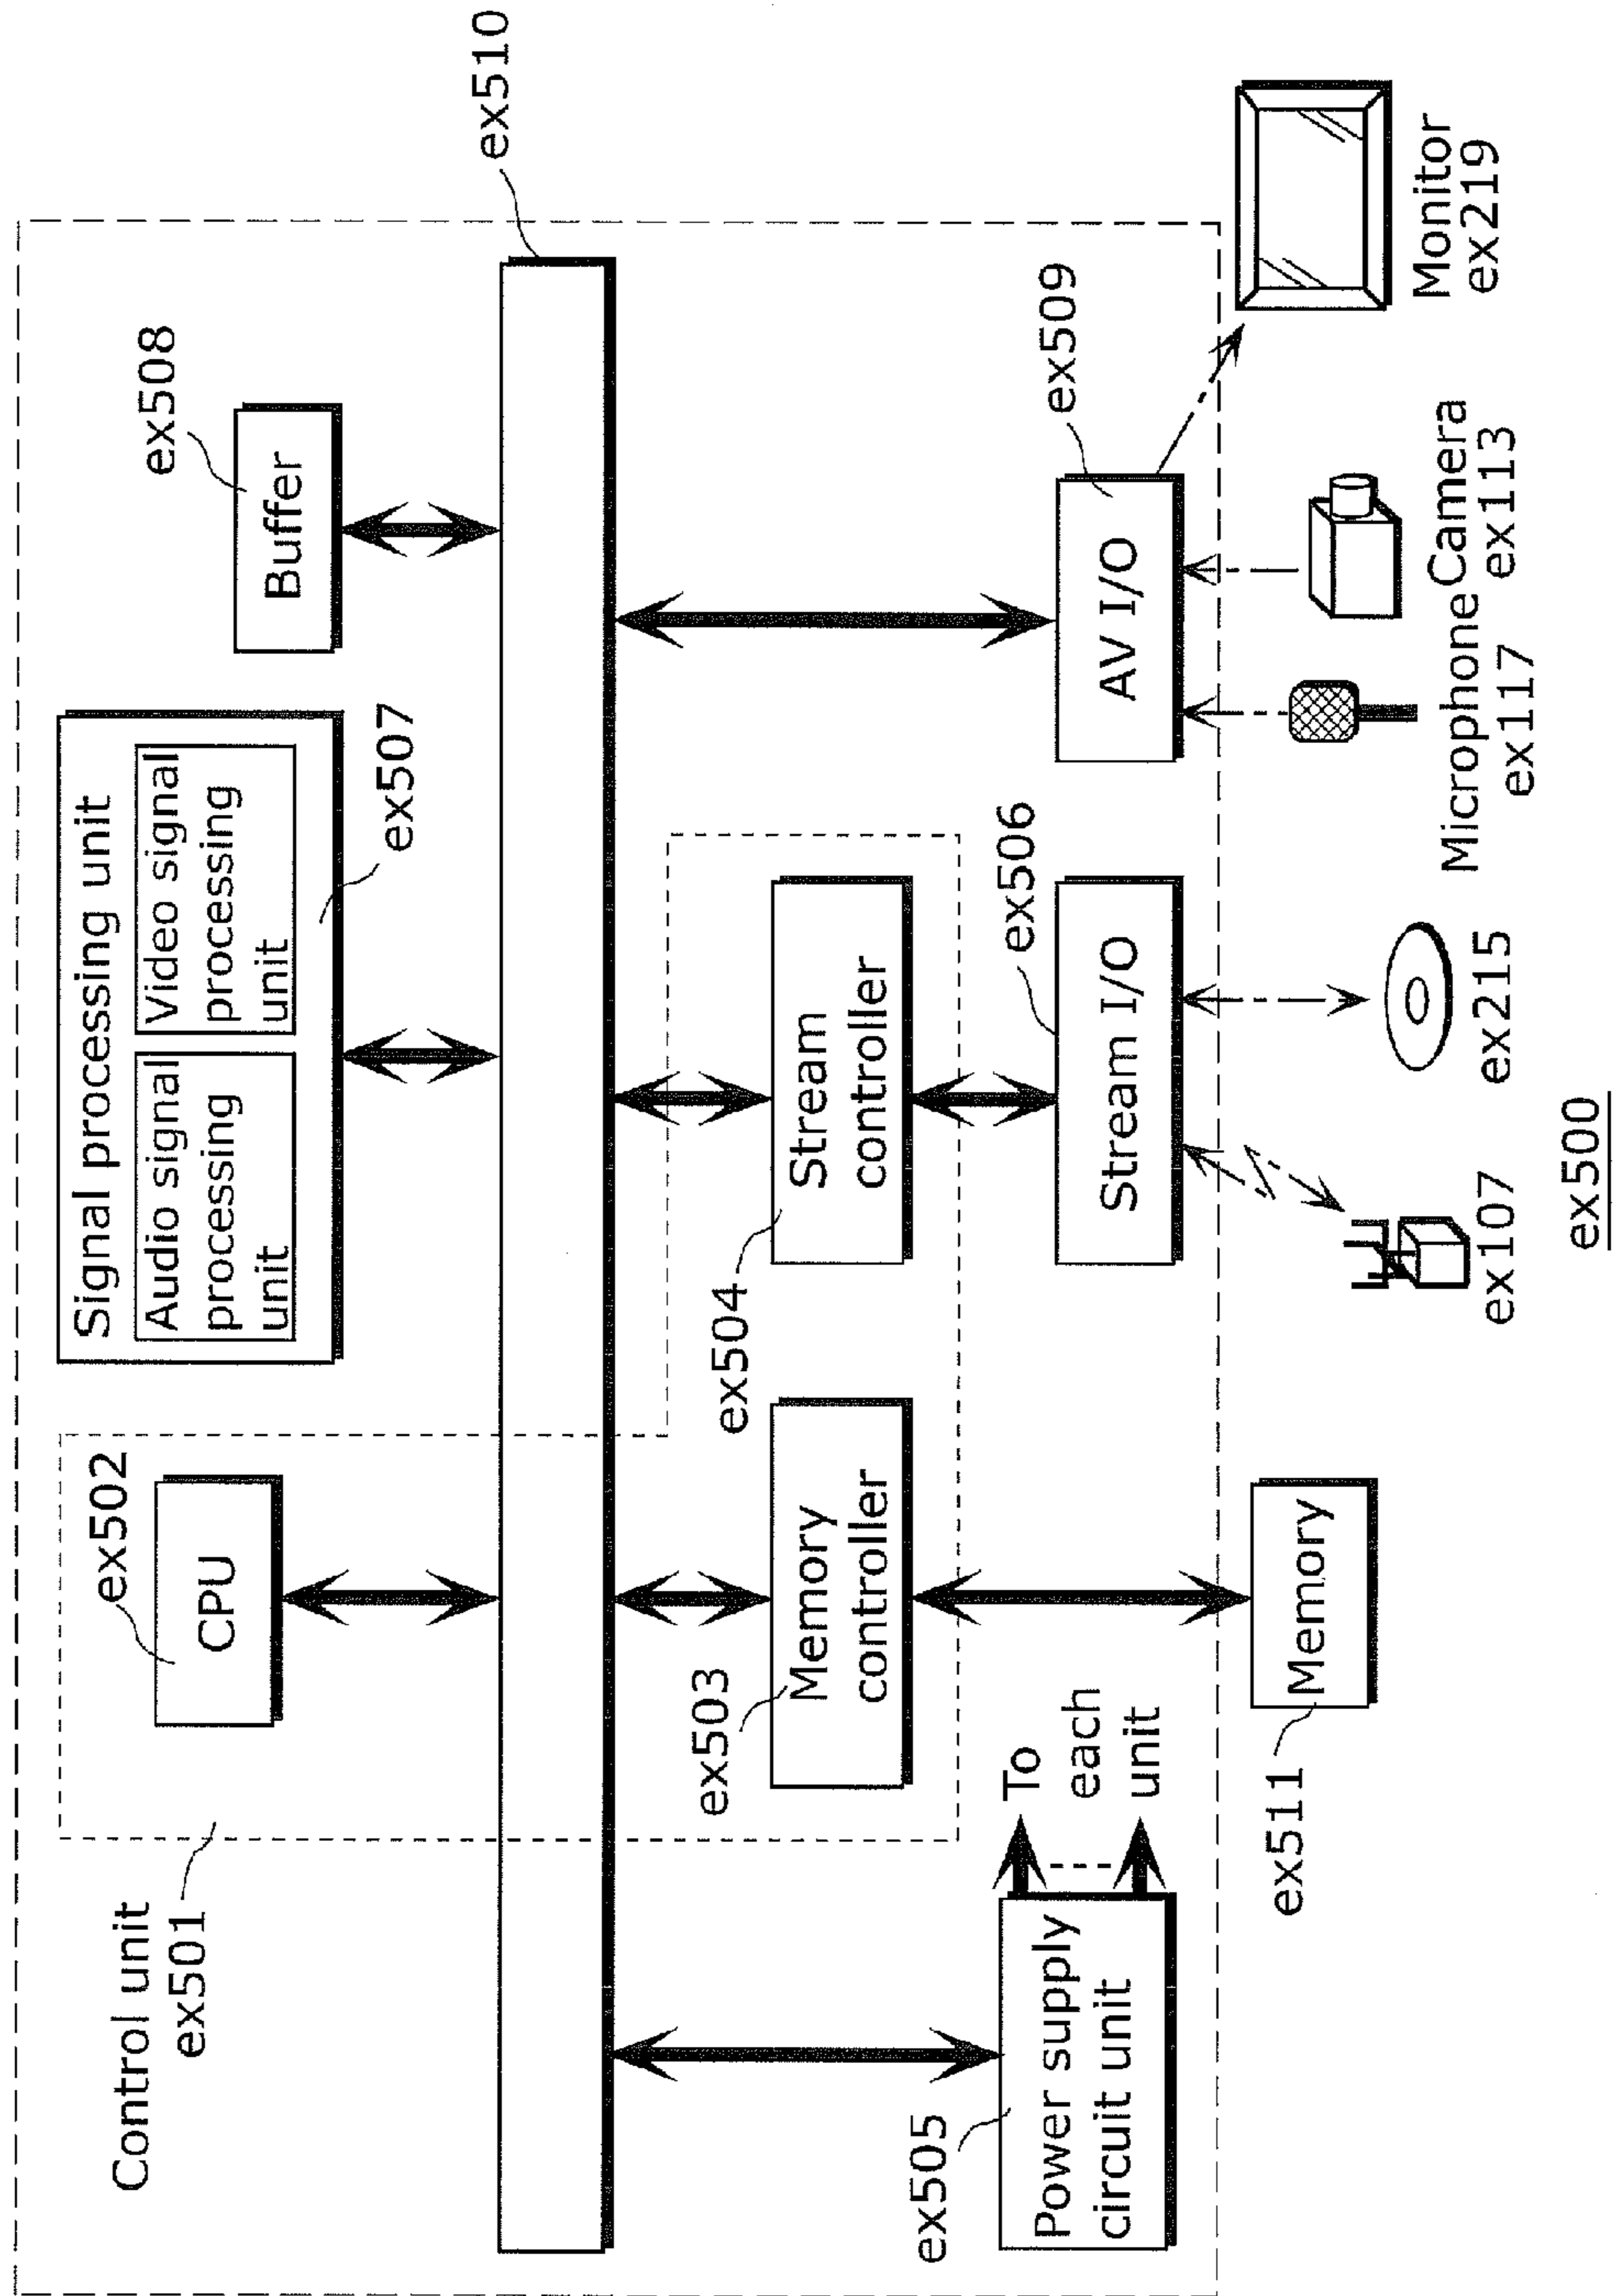 Control unit
ex501
ex502
CPU
Signal processing unit
Audio signal
processing
unit
Video signal
processing
unit
ex507
ex508
Buffer
ex510
ex503
Memory
controller
ex504
Stream
controller
ex505
Power supply
circuit unit
To
each
unit
ex506
Stream I/O
ex509
AV I/O
ex511
Memory
ex107
ex215
Microphone
ex117
Camera
ex113
Monitor
ex219
ex500